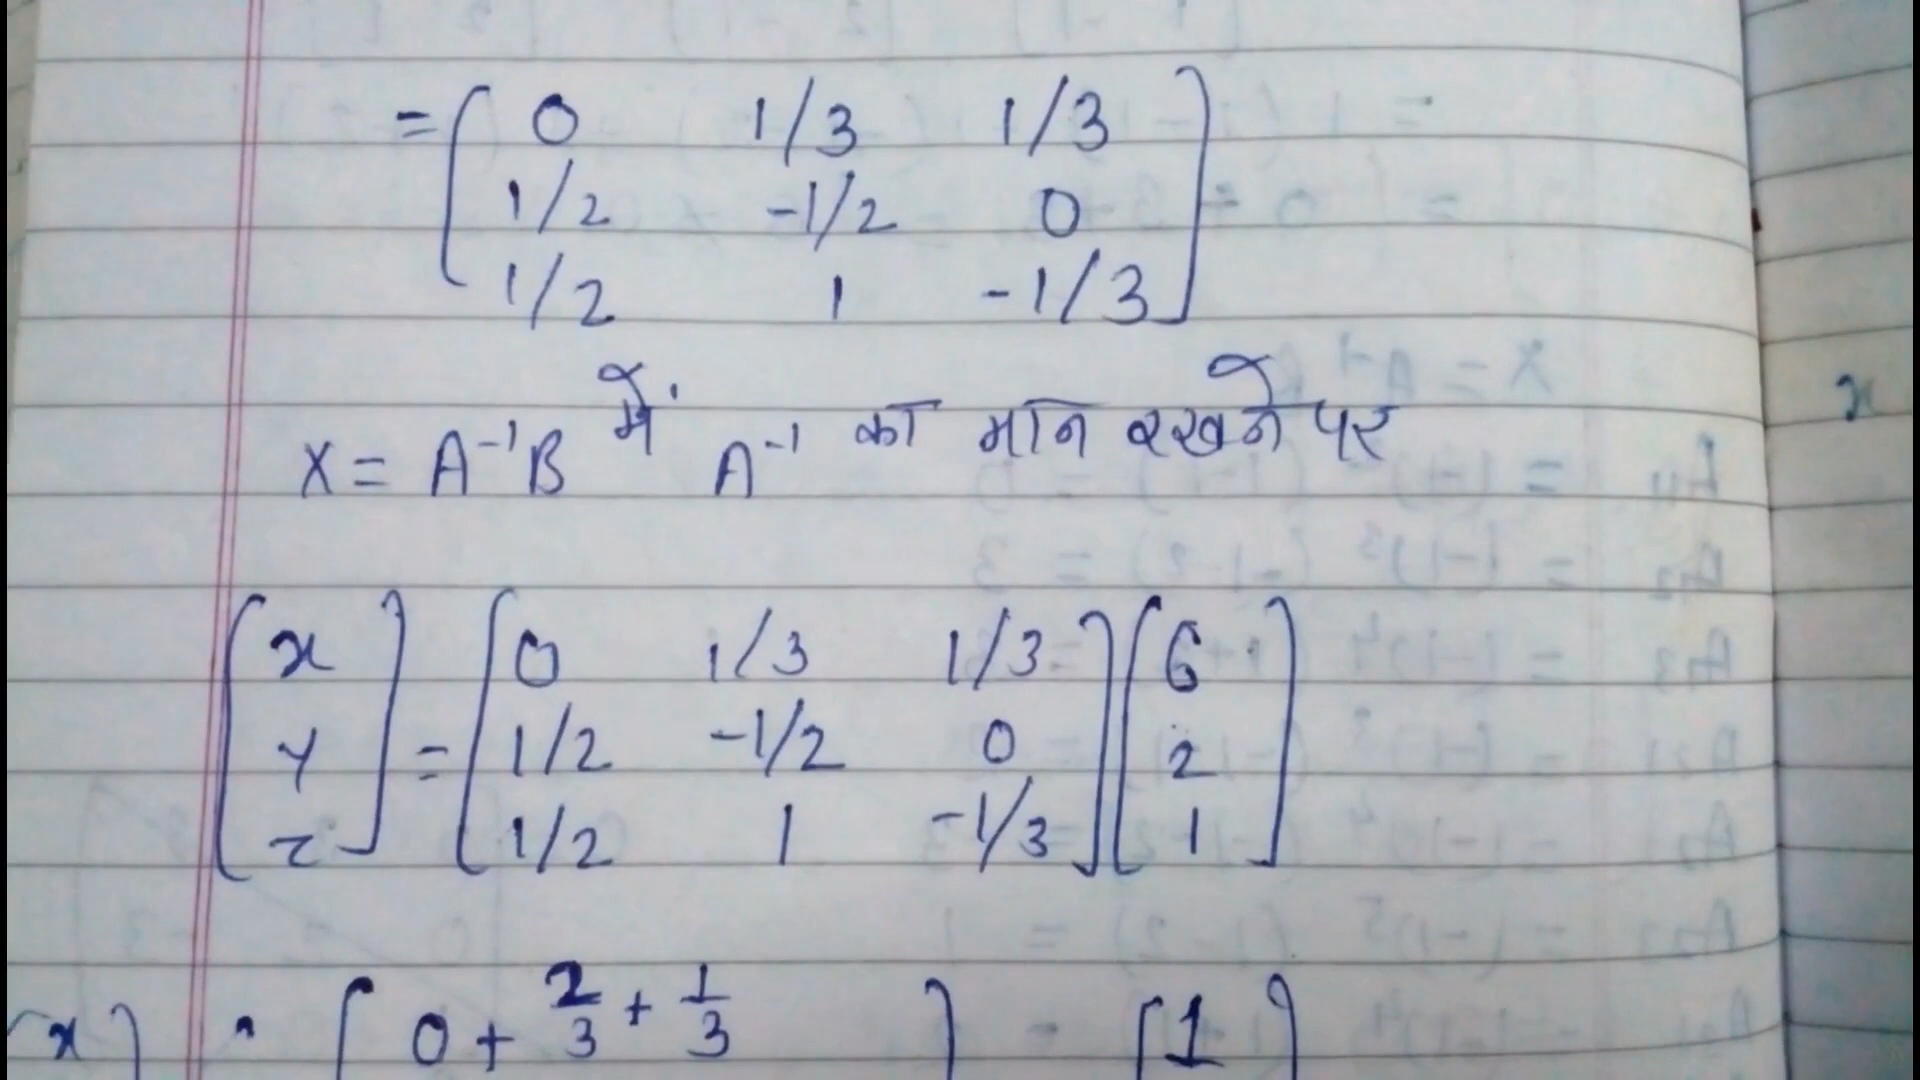 = [ 0 1/3 1/3
1/2 -1/2 0
1/2 1 -1/3 ]
X = A⁻¹B में A⁻¹ का मान रखने पर
[ x
y
z ] = [ 0 1/3 1/3
1/2 -1/2 0
1/2 1 -1/3 ] [ 6
2
1 ]
x ] = [ 0 + 2/3 + 1/3 ] = [ 1 ]
x